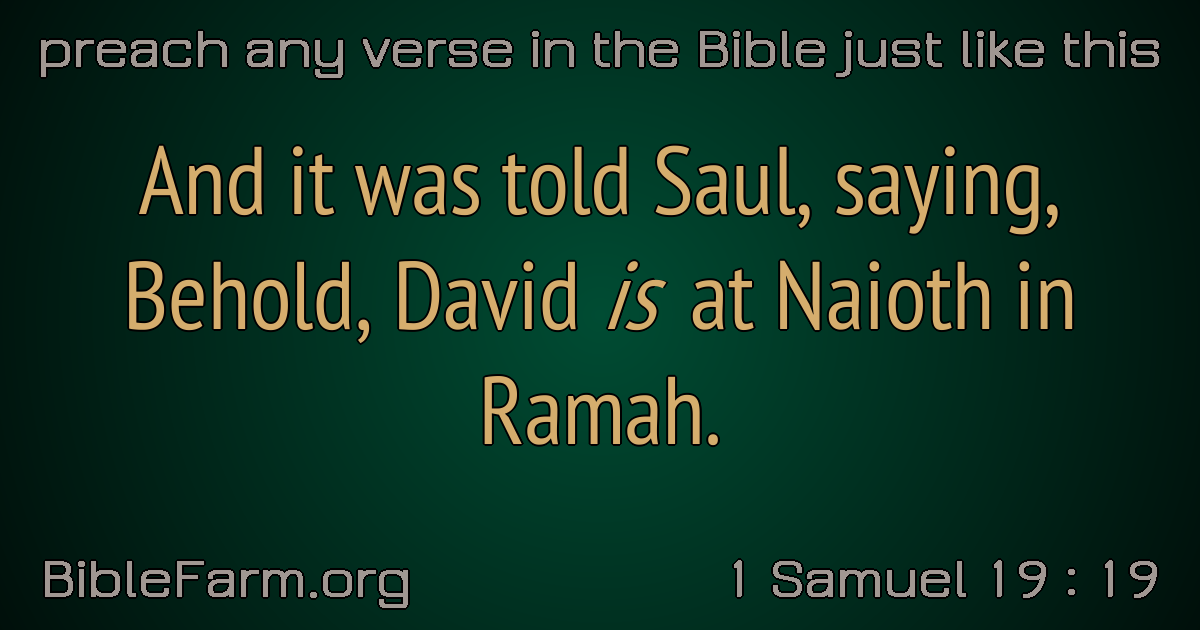 preach any verse in the Bible just like this
And it was told Saul, saying,
Behold, David is at Naioth in
Ramah.
BibleFarm.org
1 Samuel 19 : 19